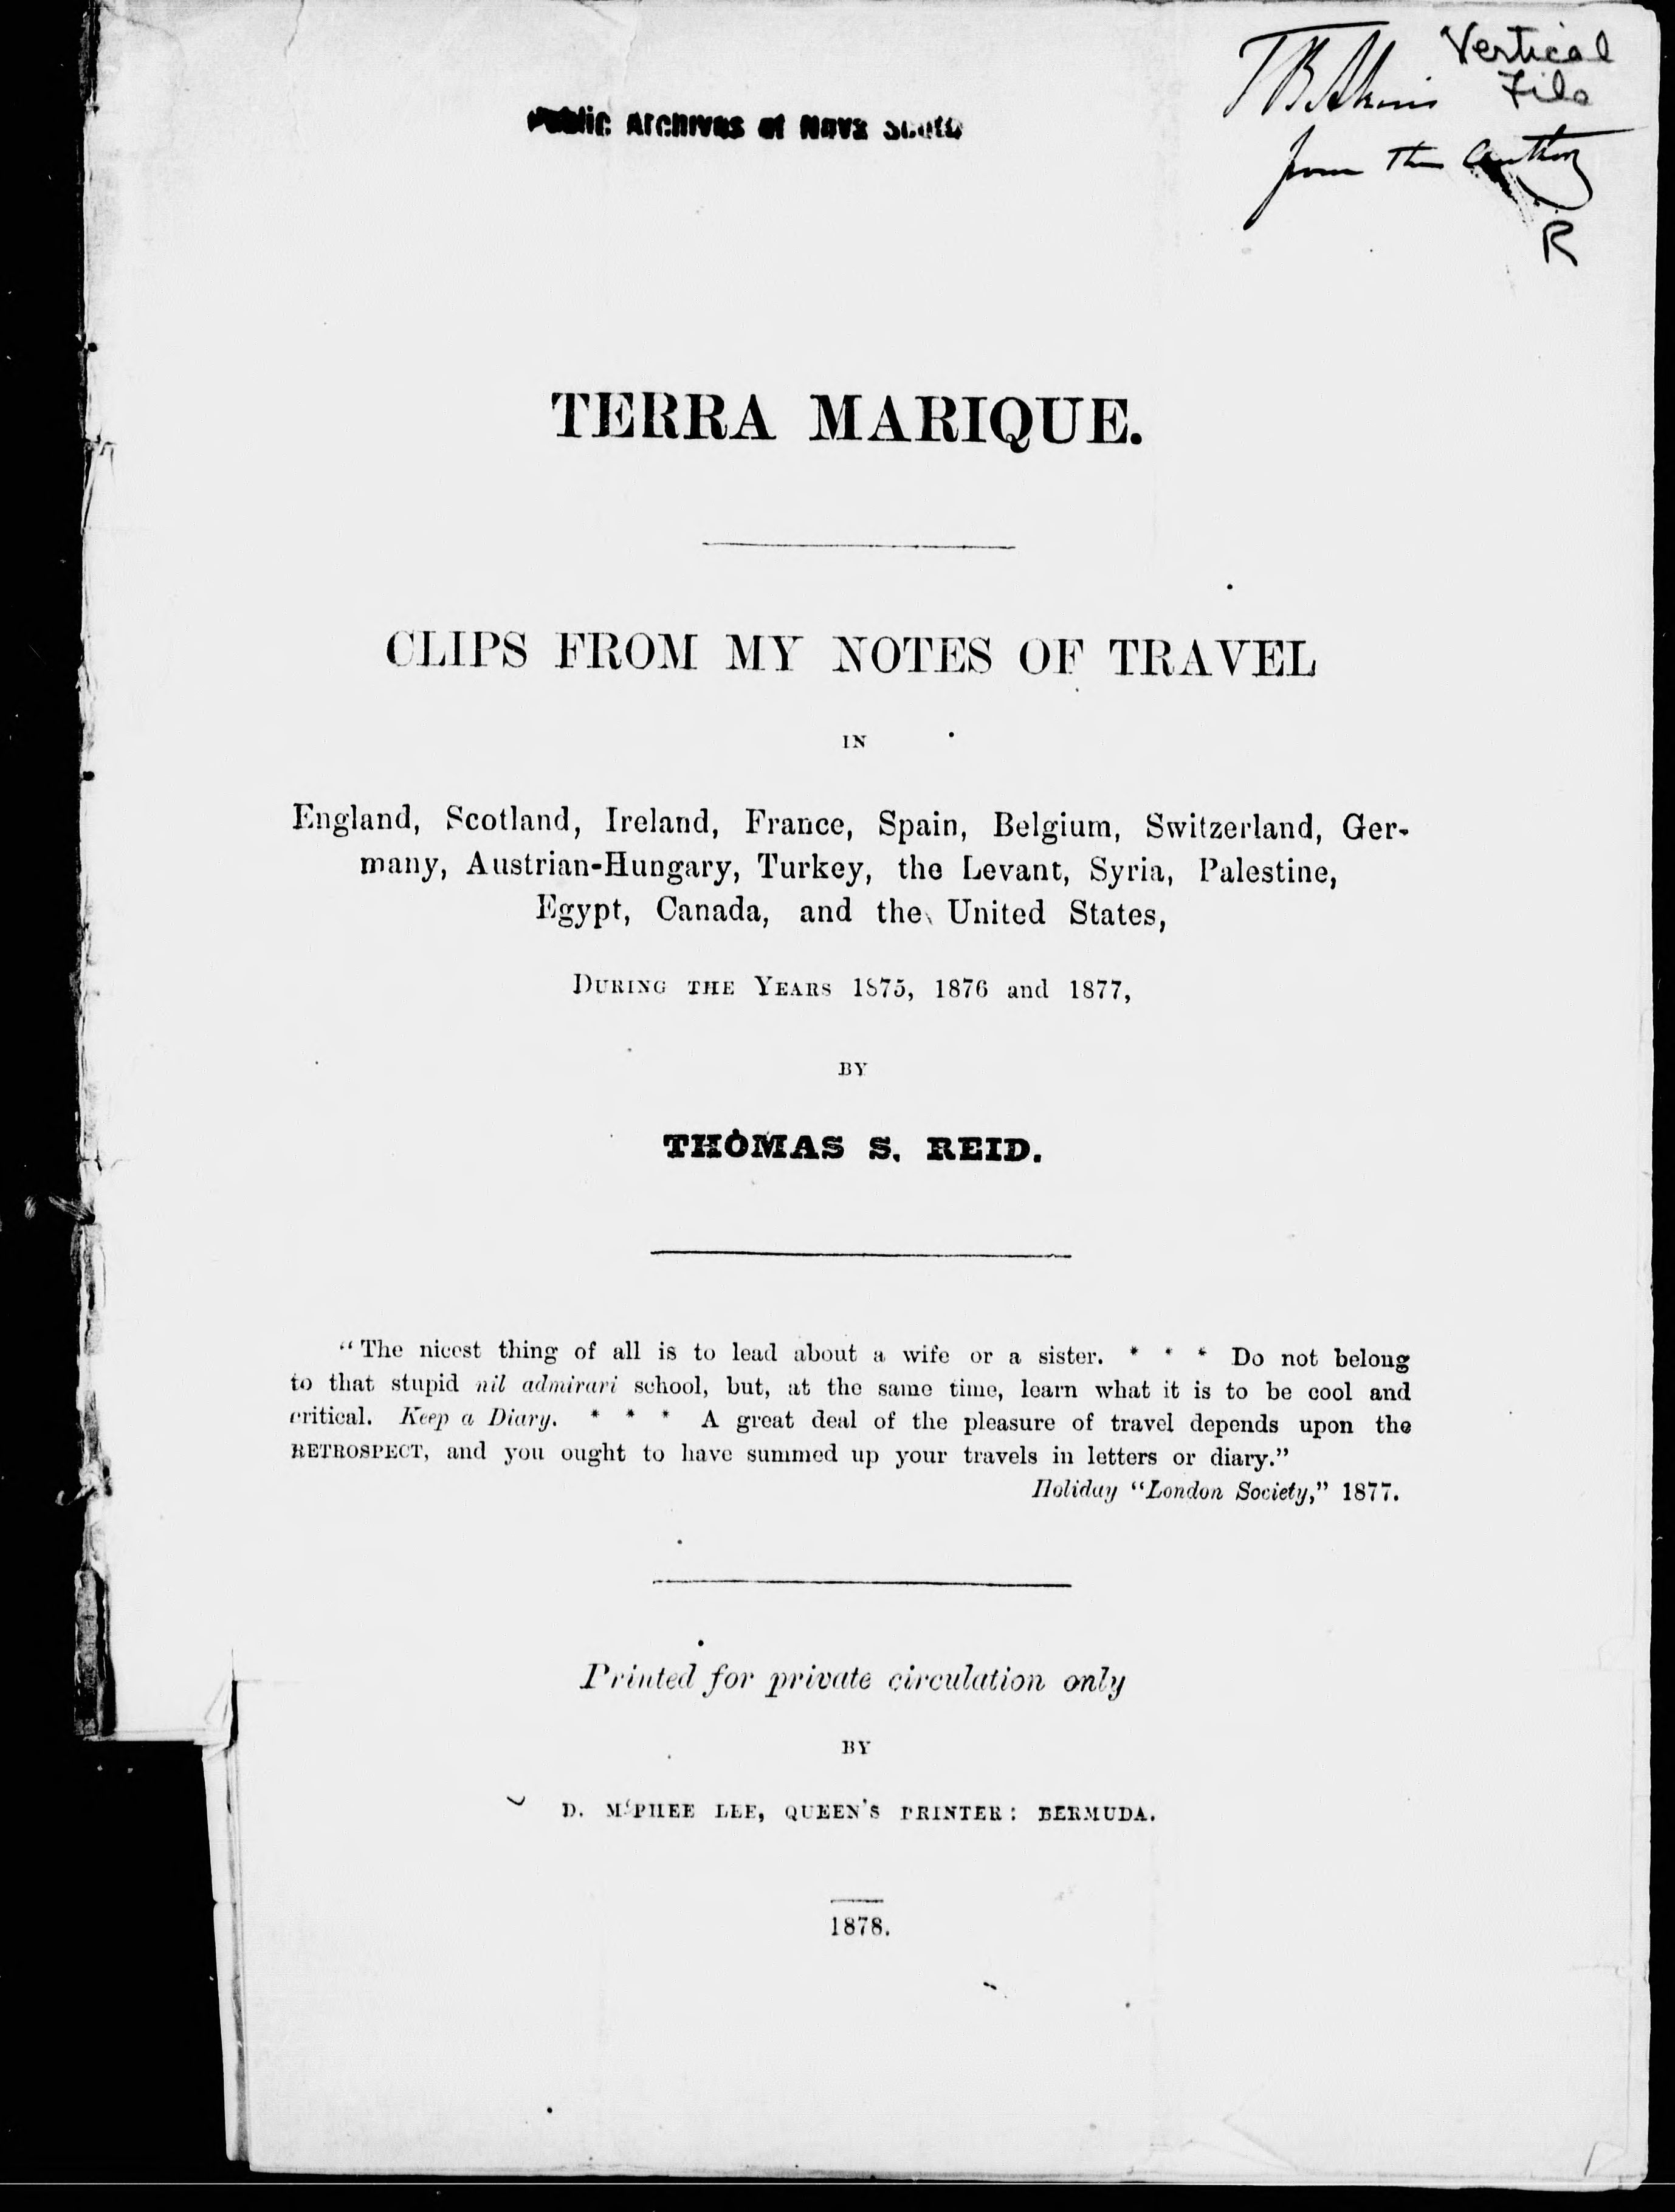 Vertical
File
T B Akins
from the author
R
Public Archives of Nova Scotia
TERRA MARIQUE.
CLIPS FROM MY NOTES OF TRAVEL
IN
England, Scotland, Ireland, France, Spain, Belgium, Switzerland, Ger-
many, Austrian-Hungary, Turkey, the Levant, Syria, Palestine,
Egypt, Canada, and the United States,
DURING THE YEARS 1875, 1876 and 1877,
BY
THOMAS S. REID.
“The nicest thing of all is to lead about a wife or a sister. * * * Do not belong
to that stupid nil admirari school, but, at the same time, learn what it is to be cool and
critical. Keep a Diary. * * * A great deal of the pleasure of travel depends upon the
RETROSPECT, and you ought to have summed up your travels in letters or diary.”
Holiday “London Society,” 1877.
Printed for private circulation only
BY
D. M‘PHEE LEE, QUEEN'S PRINTER: BERMUDA.
1878.